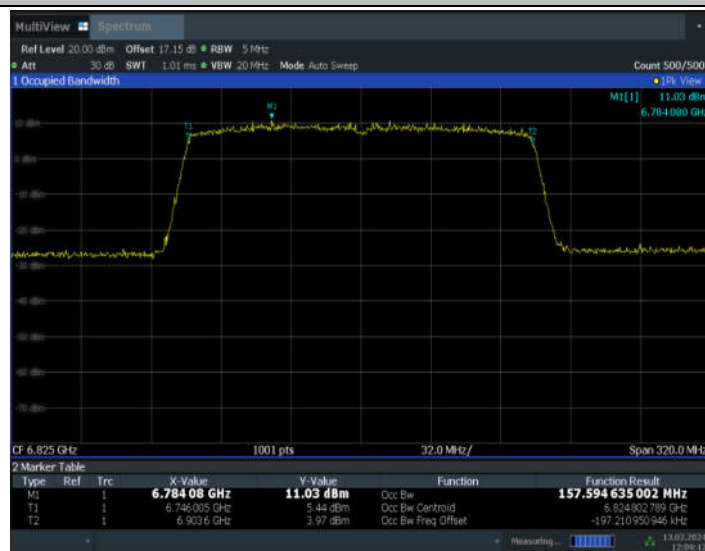 MultiView Spectrum
Ref Level 20.00 dBm Offset 17.15 dB RBW 5 MHz
Att 30 dB SWT 1.01 ms VBW 20 MHz Mode Auto Sweep Count 500/500
1 Occupied Bandwidth 1Pk View
M1[1] 11.03 dBm
6.784080 GHz
M1
T1
T2
10 dBm
0 dBm
-10 dBm
-20 dBm
-30 dBm
-40 dBm
-50 dBm
-60 dBm
-70 dBm
CF 6.825 GHz 1001 pts 32.0 MHz/ Span 320.0 MHz
2 Marker Table
Type Ref Trc X-Value Y-Value Function Function Result
M1 1 6.784 08 GHz 11.03 dBm Occ Bw 157.594 635 002 MHz
T1 1 6.746 005 GHz 5.44 dBm Occ Bw Centroid 6.824 802 789 GHz
T2 1 6.903 6 GHz 3.97 dBm Occ Bw Freq Offset -197.210 950 946 kHz
Measuring... 13.02.2024
12:09:17